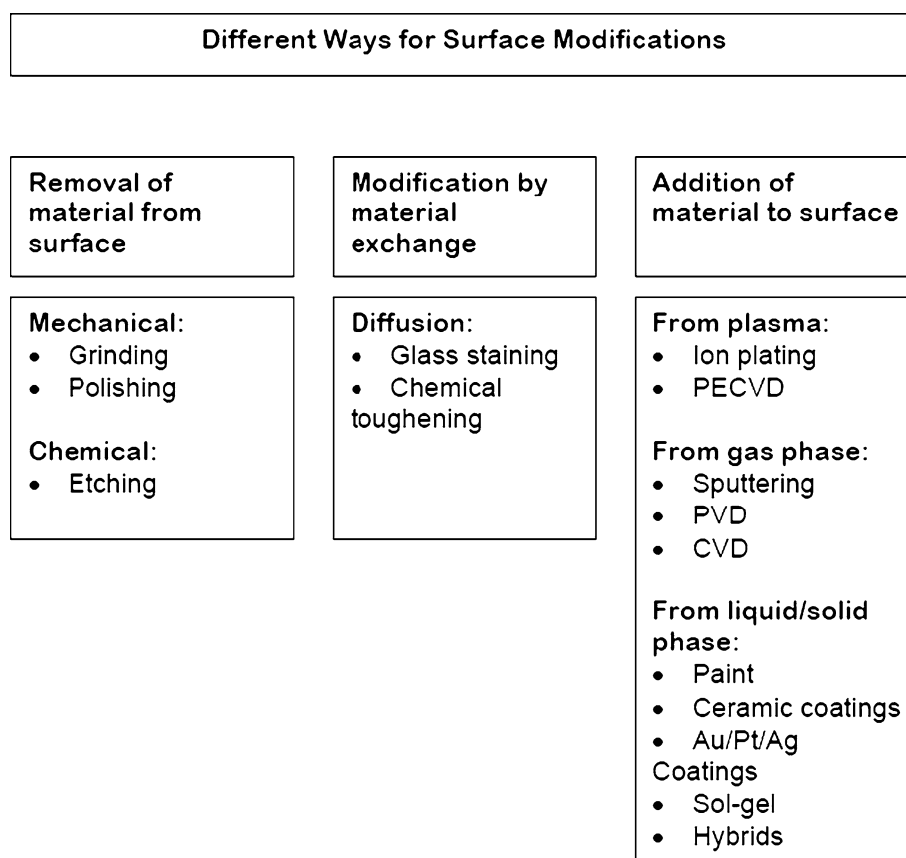 Different Ways for Surface Modifications
Removal of
material from
surface
Modification by
material
exchange
Addition of
material to surface
Mechanical:
• Grinding
• Polishing
Chemical:
• Etching
Diffusion:
• Glass staining
• Chemical
toughening
From plasma:
• Ion plating
• PECVD
From gas phase:
• Sputtering
• PVD
• CVD
From liquid/solid
phase:
• Paint
• Ceramic coatings
• Au/Pt/Ag
Coatings
• Sol-gel
• Hybrids